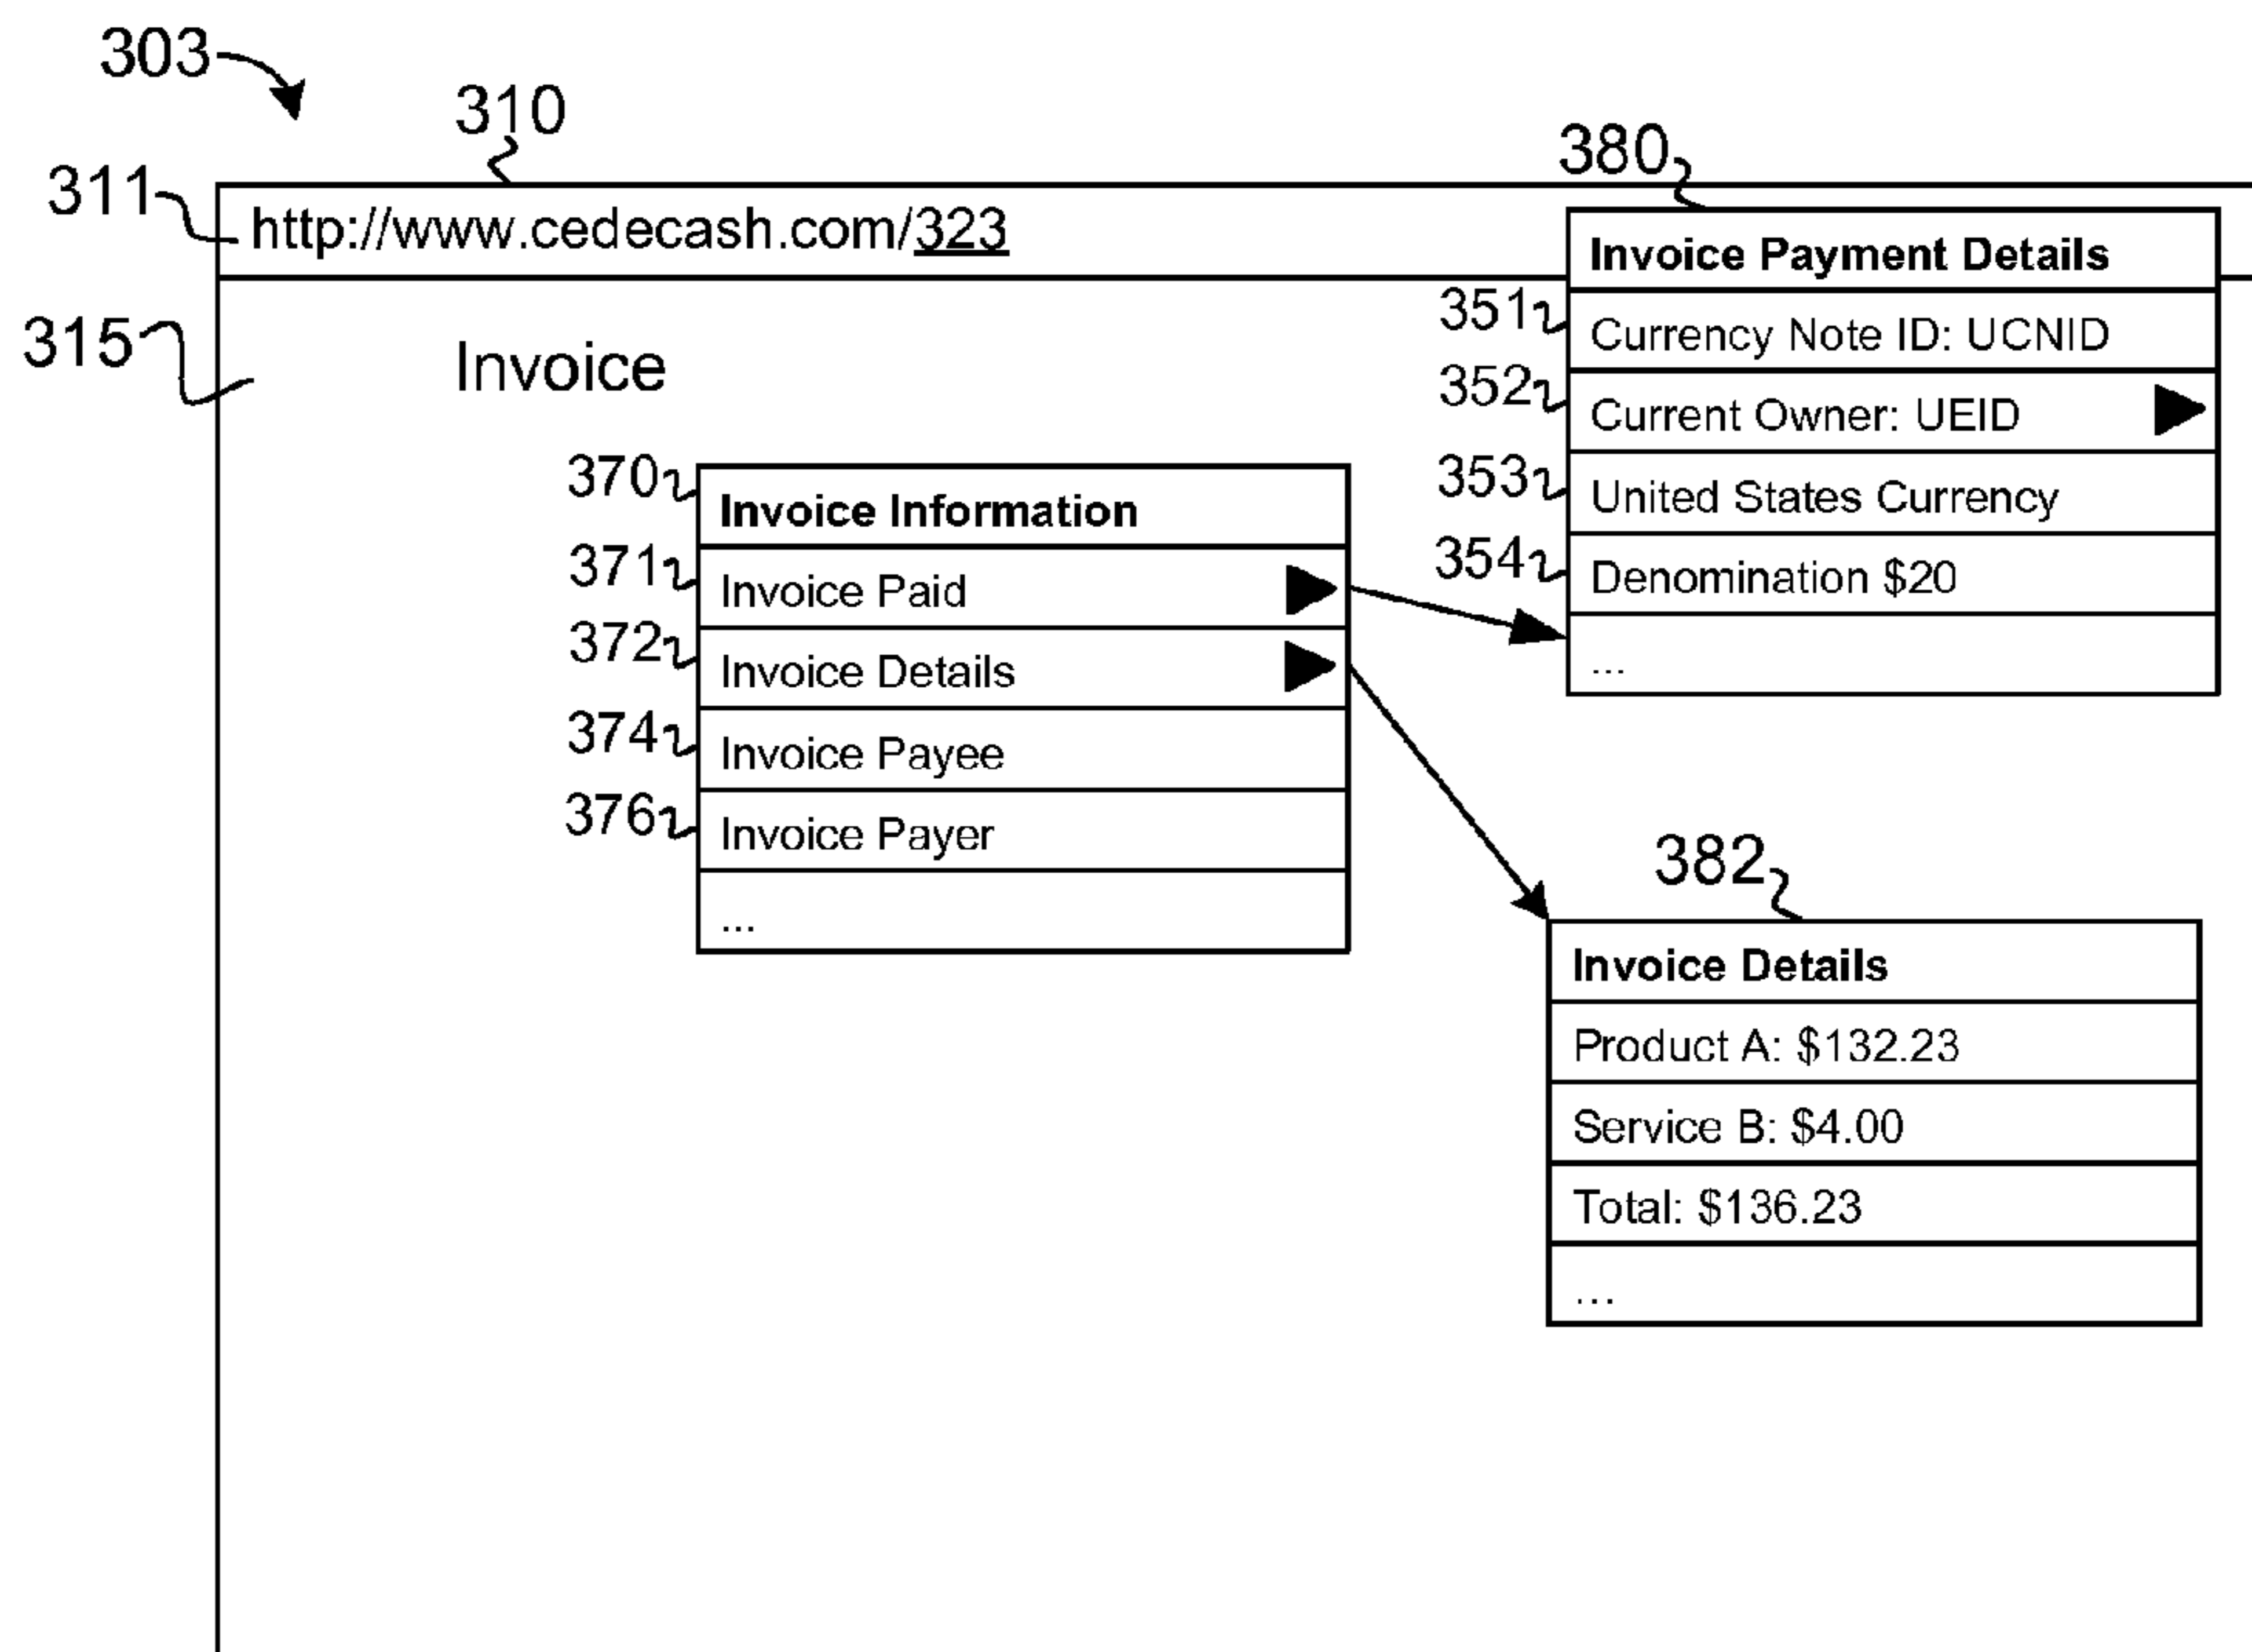 303
310
380
311
http://www.cedecash.com/323
Invoice Payment Details
351
Currency Note ID: UCNID
315
Invoice
352
Current Owner: UEID
370
Invoice Information
353
United States Currency
371
Invoice Paid
354
Denomination $20
372
Invoice Details
...
374
Invoice Payee
376
Invoice Payer
...
382
Invoice Details
Product A: $132.23
Service B: $4.00
Total: $136.23
...